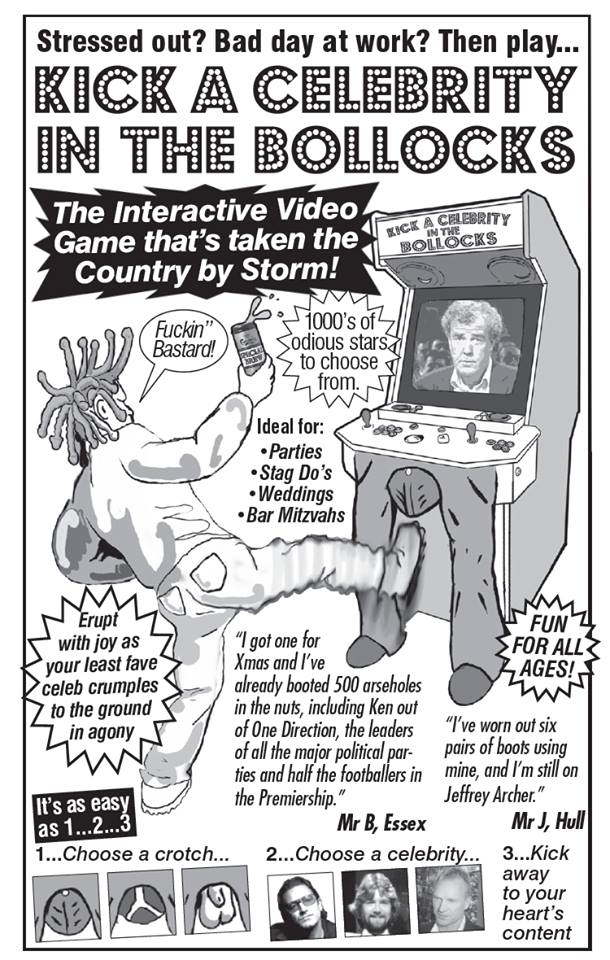 Stressed out? Bad day at work? Then play...
KICK A CELEBRITY
IN THE BOLLOCKS
The Interactive Video
Game that's taken the
Country by Storm!
KICK A CELEBRITY
IN THE
BOLLOCKS
Fuckin"
Bastard!
SPECIAL
BREW
1000's of
odious stars
to choose
from.
Ideal for:
•Parties
•Stag Do's
•Weddings
•Bar Mitzvahs
Erupt
with joy as
your least fave
celeb crumples
to the ground
in agony
"I got one for
Xmas and I've
already booted 500 arseholes
in the nuts, including Ken out
of One Direction, the leaders
of all the major political par-
ties and half the footballers in
the Premiership."
Mr B, Essex
FUN
FOR ALL
AGES!
"I've worn out six
pairs of boots using
mine, and I'm still on
Jeffrey Archer."
Mr J, Hull
It's as easy
as 1...2...3
1...Choose a crotch...
2...Choose a celebrity...
3...Kick
away
to your
heart's
content